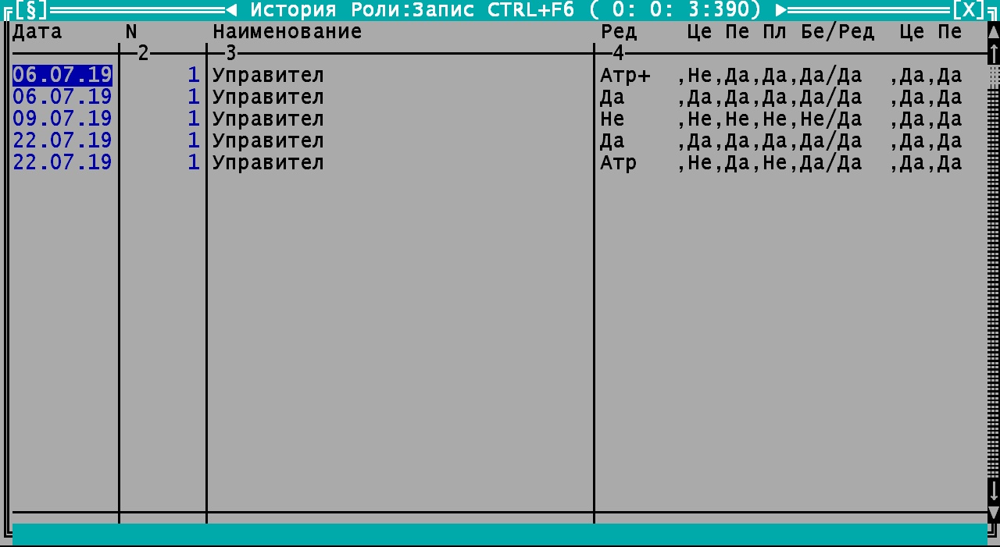 [§] ◄ История Роли:Запис CTRL+F6 ( 0: 0: 3:390) ► [X]
Дата N Наименование Ред Це Пе Пл Бе/Ред Це Пе
2 3 4
06.07.19 1 Управител Атр+ ,Не,Да,Да,Да/Да ,Да,Да
06.07.19 1 Управител Да ,Да,Да,Да,Да/Да ,Да,Да
09.07.19 1 Управител Не ,Не,Не,Не,Не/Да ,Да,Да
22.07.19 1 Управител Да ,Да,Да,Да,Да/Да ,Да,Да
22.07.19 1 Управител Атр ,Не,Да,Не,Да/Да ,Да,Да